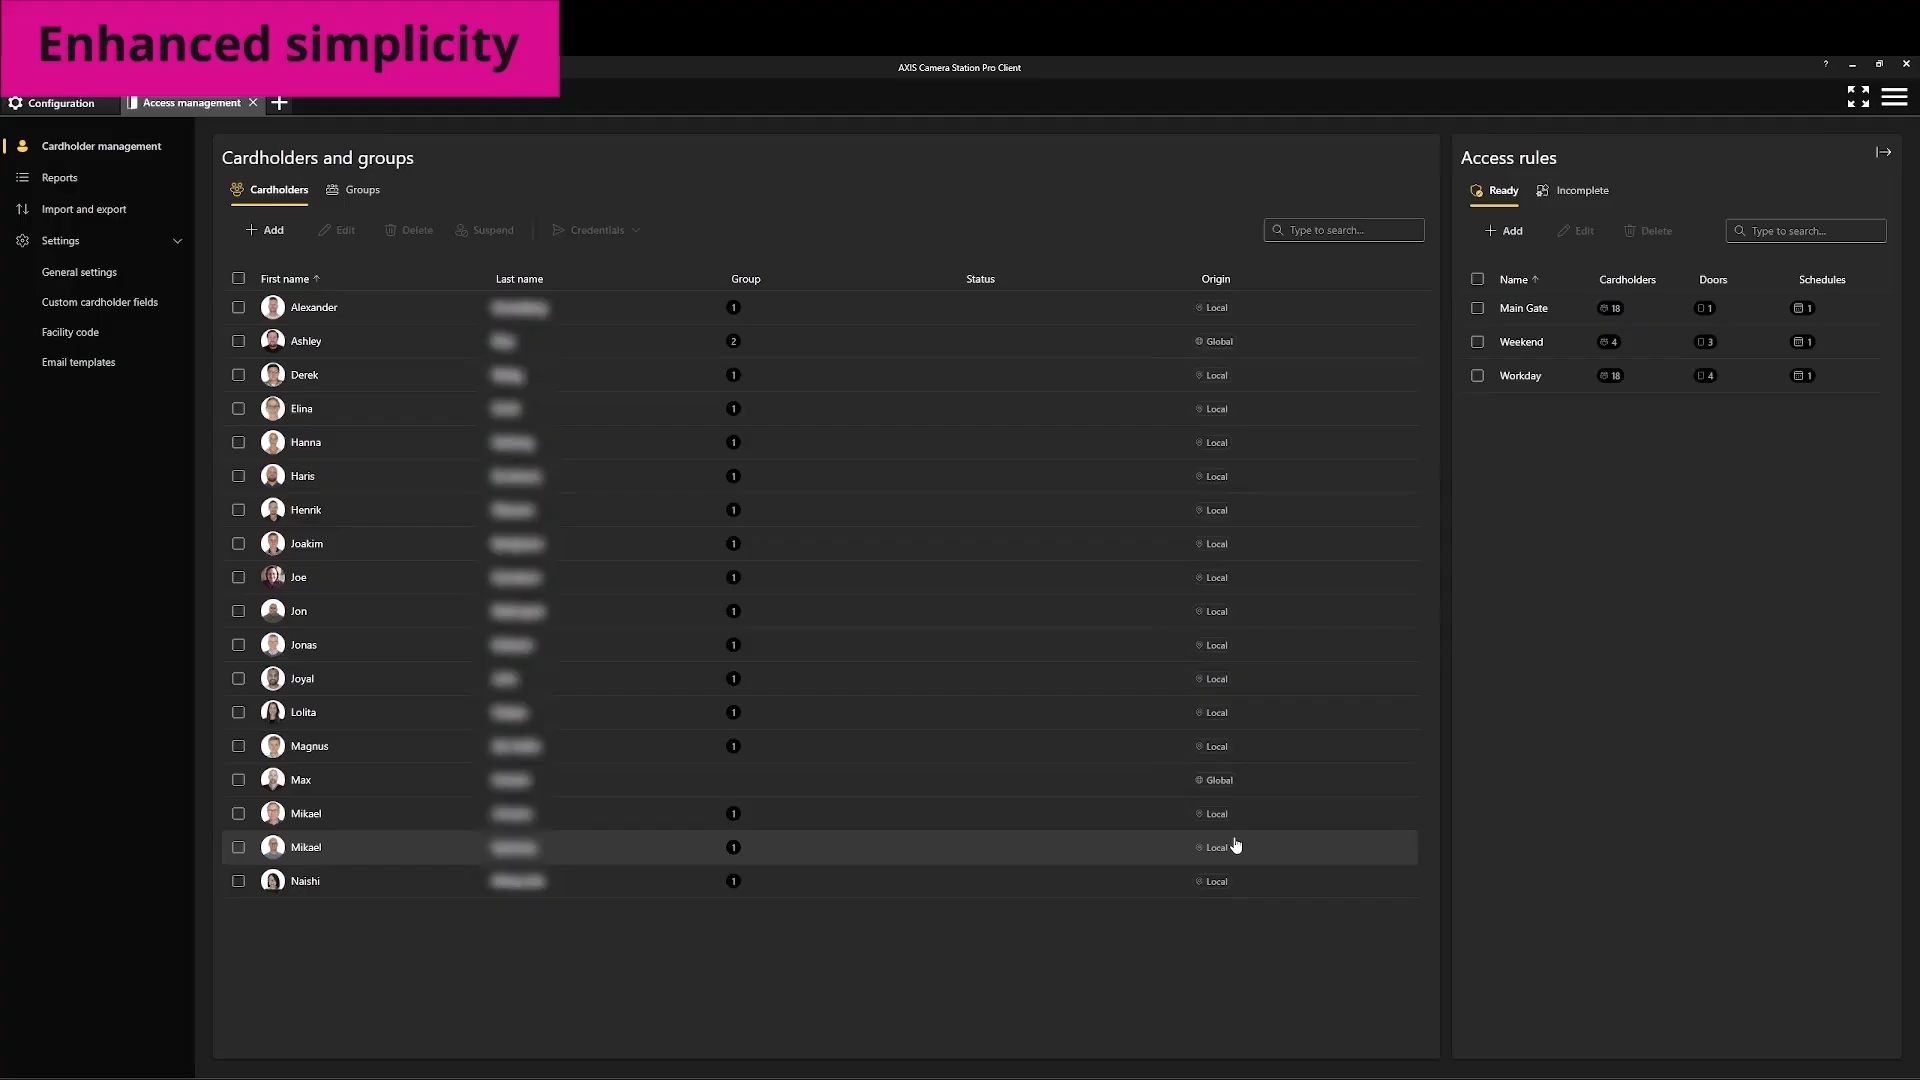 Enhanced simplicity
AXIS Camera Station Pro Client
?
Configuration
Access management
Cardholder management
Reports
Import and export
Settings
General settings
Custom cardholder fields
Facility code
Email templates
Cardholders and groups
Cardholders Groups
Add Edit Delete Suspend Credentials Type to search...
First name Last name Group Status Origin
Alexander 1 Local
Ashley 2 Global
Derek 1 Local
Elina 1 Local
Hanna 1 Local
Haris 1 Local
Henrik 1 Local
Joakim 1 Local
Joe 1 Local
Jon 1 Local
Jonas 1 Local
Joyal 1 Local
Lolita 1 Local
Magnus 1 Local
Max Global
Mikael 1 Local
Mikael 1 Local
Naishi 1 Local
Access rules
Ready Incomplete
Add Edit Delete Type to search...
Name Cardholders Doors Schedules
Main Gate 18 1 1
Weekend 4 3 1
Workday 18 4 1